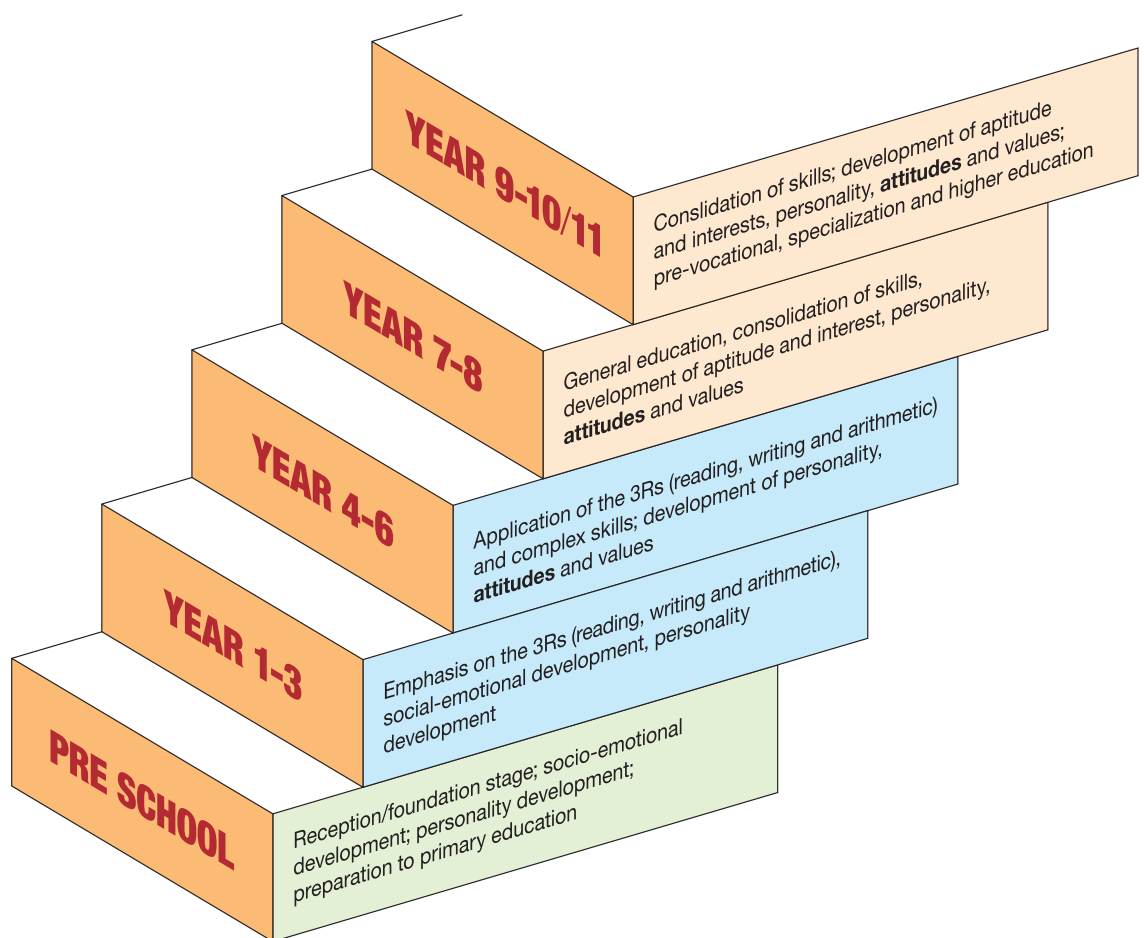 YEAR 9-10/11
Conslidation of skills; development of aptitude
and interests, personality, attitudes and values;
pre-vocational, specialization and higher education
YEAR 7-8
General education, consolidation of skills,
development of aptitude and interest, personality,
attitudes and values
YEAR 4-6
Application of the 3Rs (reading, writing and arithmetic)
and complex skills; development of personality,
attitudes and values
YEAR 1-3
Emphasis on the 3Rs (reading, writing and arithmetic),
social-emotional development, personality
development
PRE SCHOOL
Reception/foundation stage; socio-emotional
development; personality development;
preparation to primary education